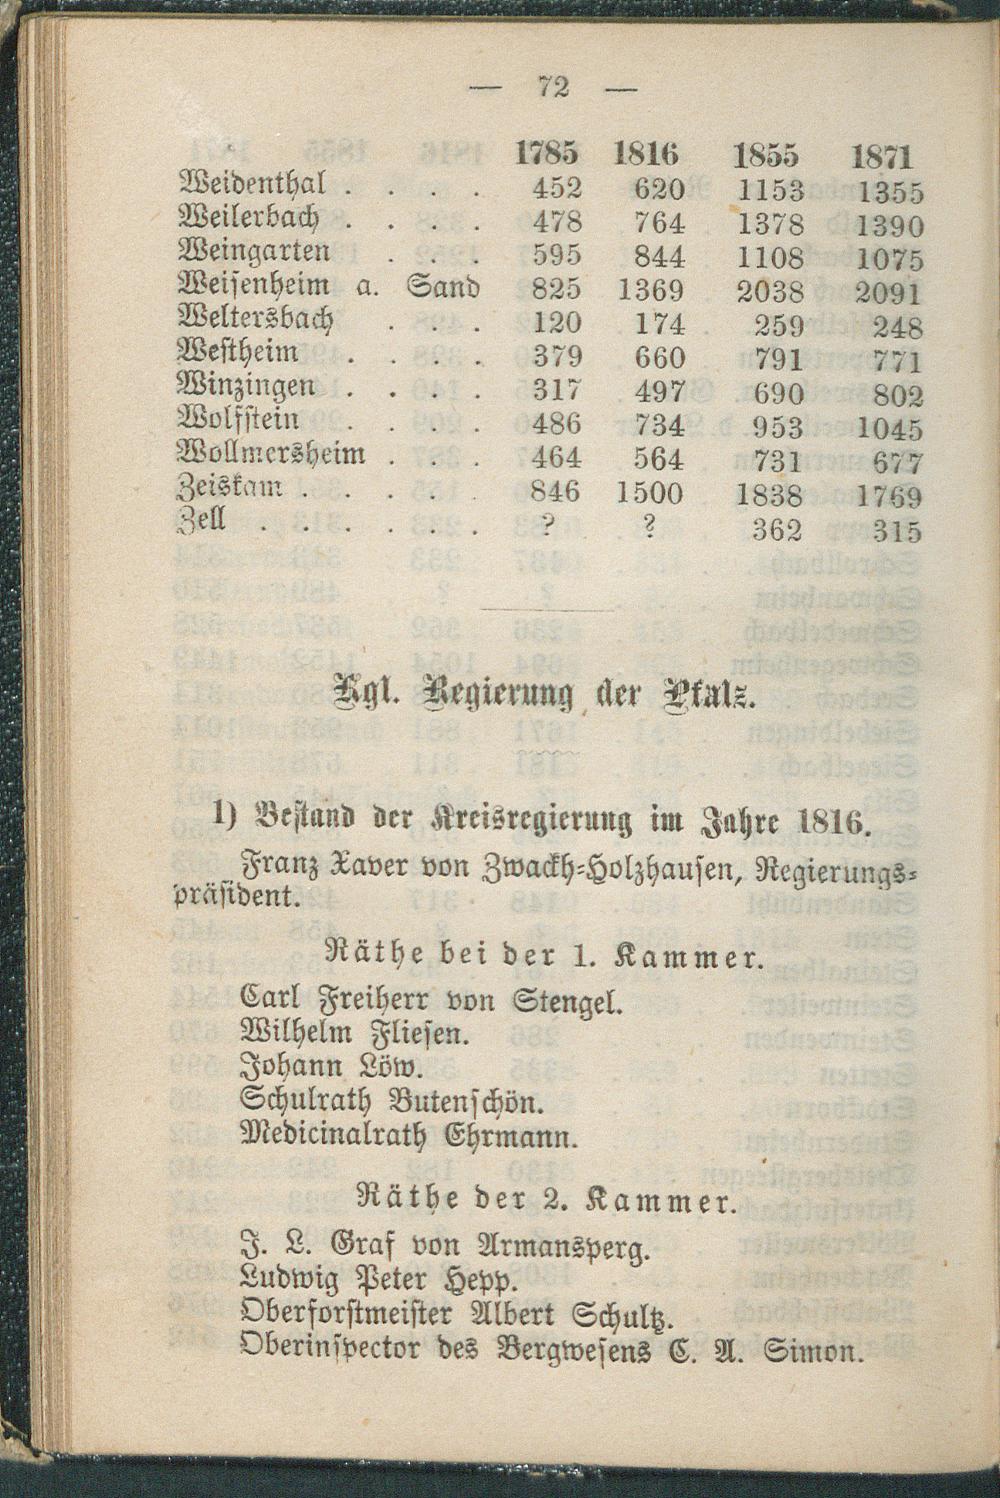 — 72 —
1785 1816 1855 1871
Weidenthal . . . . 452 620 1153 1355
Weilerbach . . . . 478 764 1378 1390
Weingarten . . . 595 844 1108 1075
Weisenheim a. Sand 825 1369 2038 2091
Weltersbach . . . 120 174 259 248
Westheim . . . . 379 660 791 771
Winzingen . . . . 317 497 690 802
Wolfstein . . . . 486 734 953 1045
Wollmersheim . . . 464 564 731 677
Zeiskam . . . . . 846 1500 1838 1769
Zell . . . . . . ? ? 362 315
Kgl. Regierung der Pfalz.
1) Bestand der Kreisregierung im Jahre 1816.
Franz Xaver von Zwackh-Holzhausen, Regierungs-
präsident.
Räthe bei der 1. Kammer.
Carl Freiherr von Stengel.
Wilhelm Fliesen.
Johann Löw.
Schulrath Butenschön.
Medicinalrath Ehrmann.
Räthe der 2. Kammer.
J. L. Graf von Armansperg.
Ludwig Peter Hepp.
Oberforstmeister Albert Schultz.
Oberinspector des Bergwesens C. A. Simon.